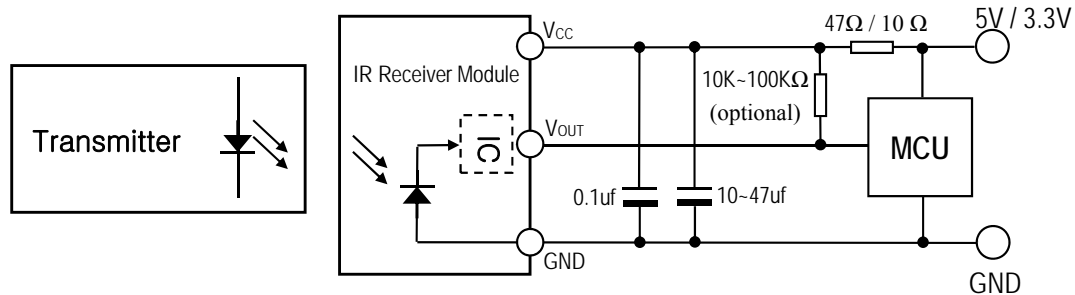 Transmitter
IR Receiver Module
IC
VCC
VOUT
GND
0.1uf
10~47uf
10K~100KΩ
(optional)
47Ω / 10 Ω
5V / 3.3V
MCU
GND